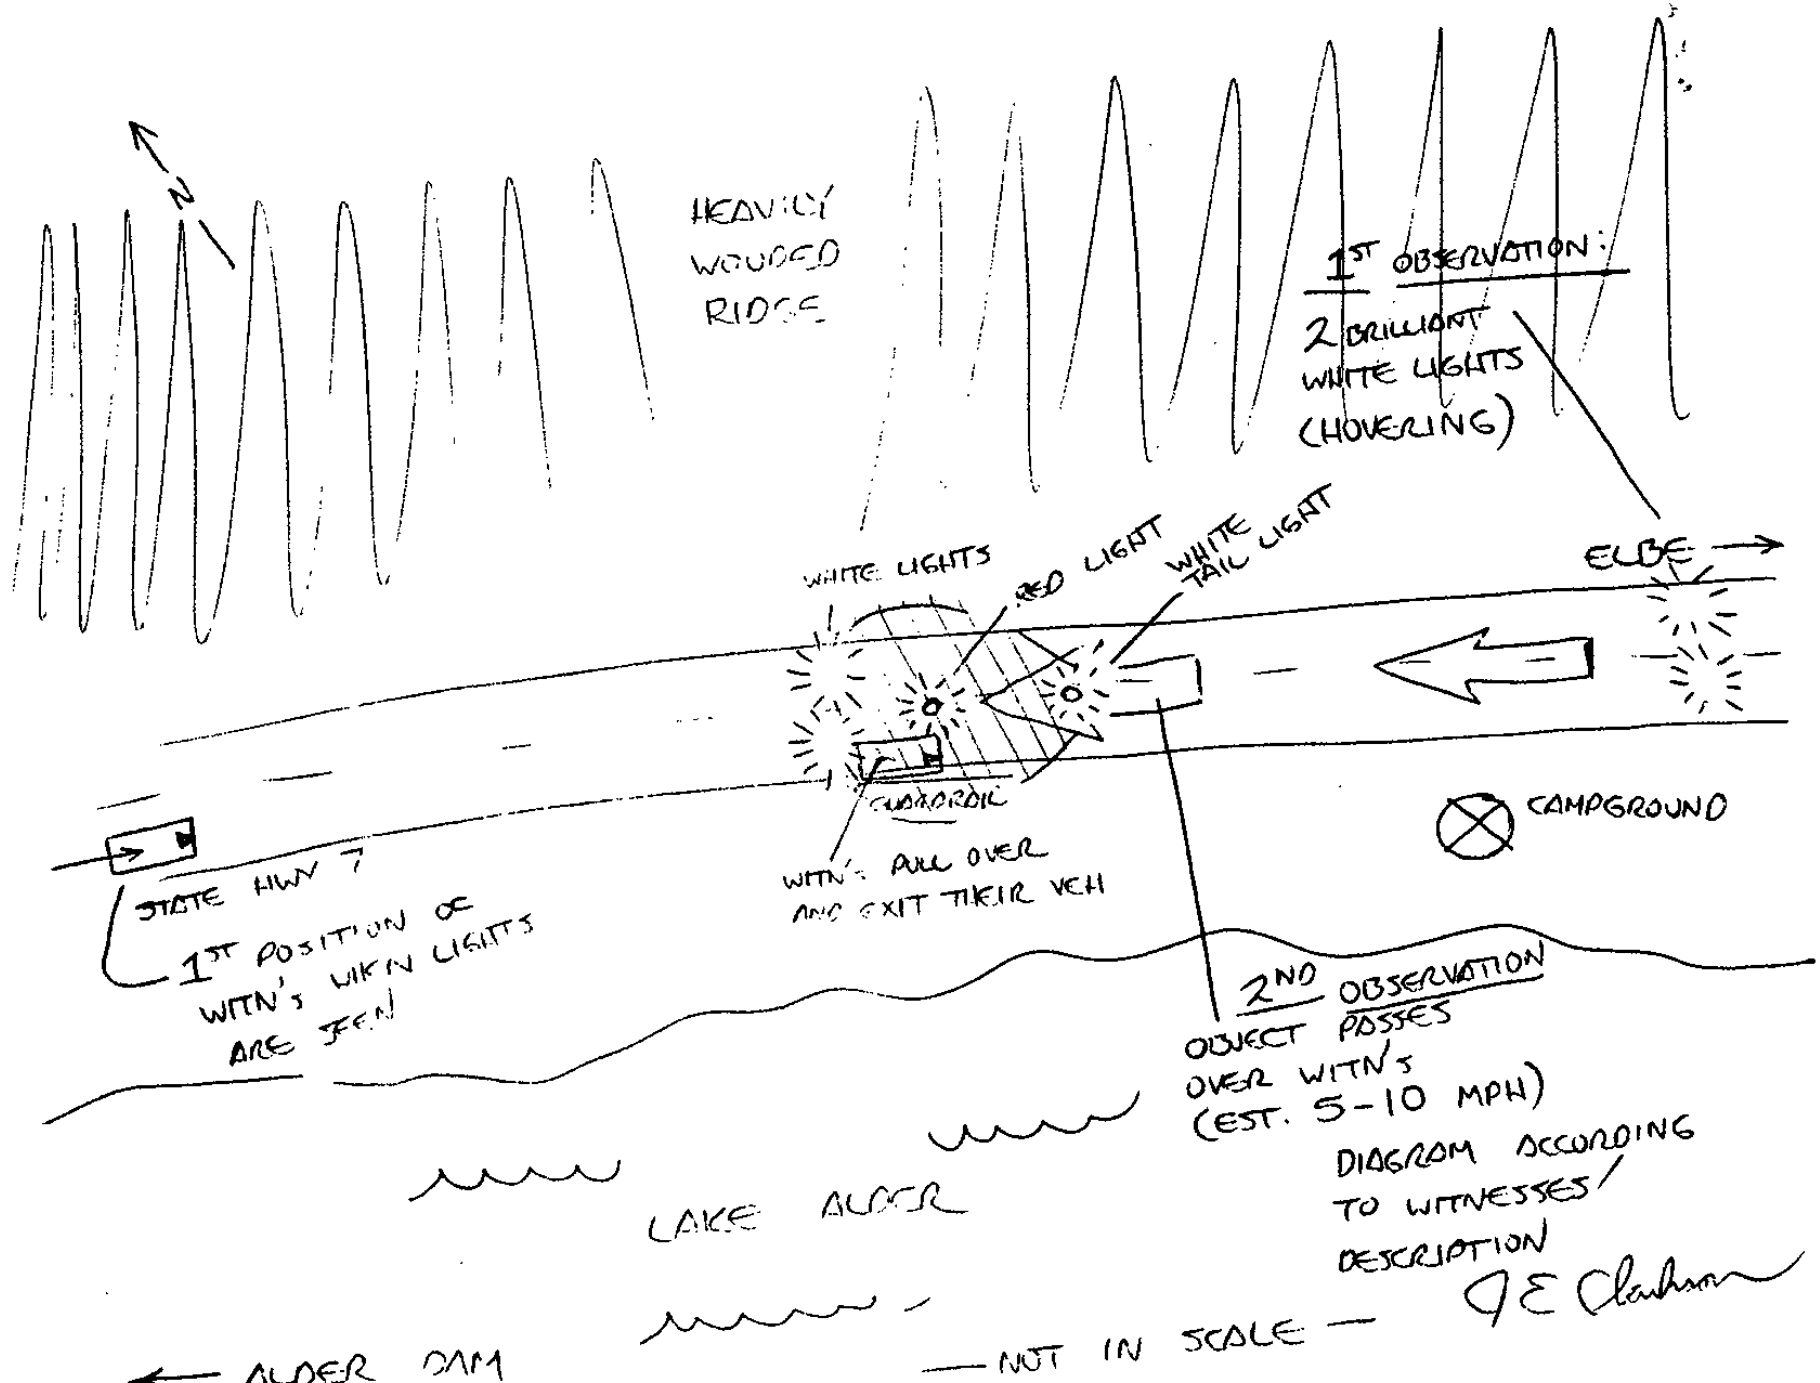 N
HEAVILY
WOODED
RIDGE
1ST OBSERVATION:
2 BRILLIANT
WHITE LIGHTS
(HOVERING)
WHITE LIGHTS
RED LIGHT
WHITE
TAIL LIGHT
ELBE
GUARDRAIL
CAMPGROUND
WITN'S PULL OVER
AND EXIT THEIR VEH
STATE HWY 7
1ST POSITION OF
WITN'S WHEN LIGHTS
ARE SEEN
2ND OBSERVATION
OBJECT PASSES
OVER WITN'S
(EST. 5-10 MPH)
LAKE ALDER
DIAGRAM ACCORDING
TO WITNESSES'
DESCRIPTION
J E Clarkson
ALDER DAM
—NOT IN SCALE—